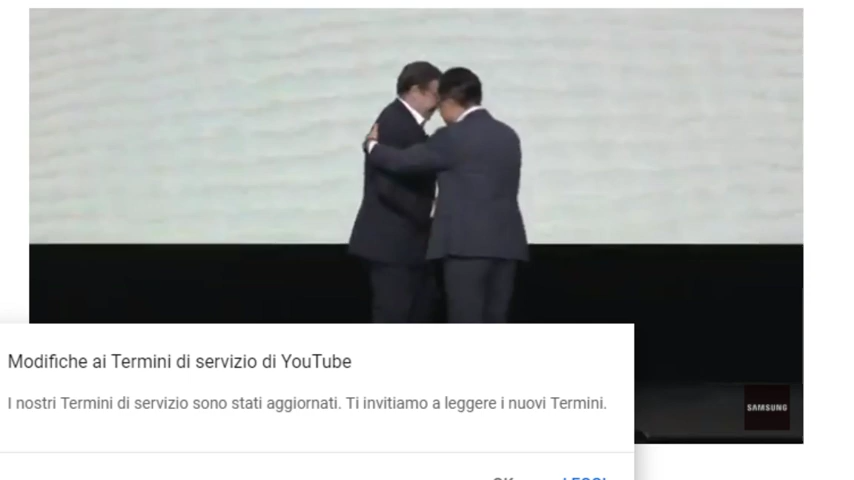 SAMSUNG
Modifiche ai Termini di servizio di YouTube
I nostri Termini di servizio sono stati aggiornati. Ti invitiamo a leggere i nuovi Termini.